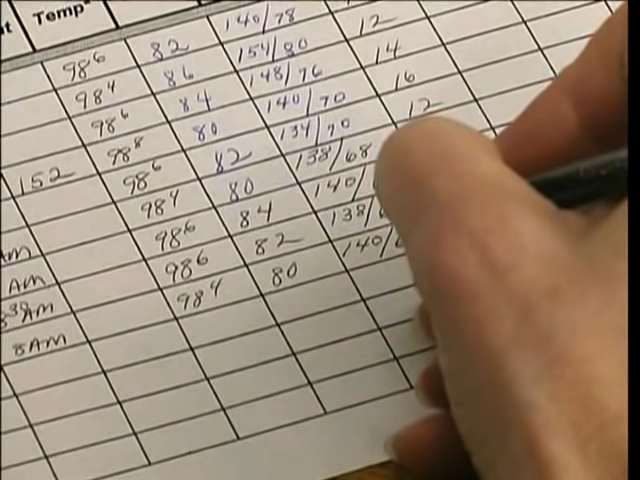 Temp
98⁶ 82 140/78 12
98⁴ 86 154/80 14
98⁶ 84 148/76 16
152 98⁸ 80 140/70 12
98⁶ 82 134/70
98⁴ 80 138/68
AM 98⁶ 84 140/
AM 98⁶ 82 138/
AM 98⁴ 80 140/
8AM